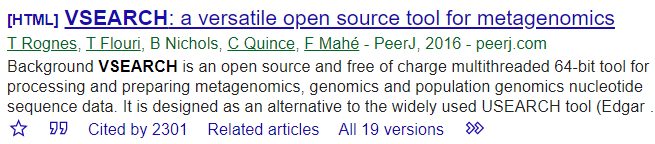 [HTML] VSEARCH: a versatile open source tool for metagenomics
T Rognes, T Flouri, B Nichols, C Quince, F Mahé - PeerJ, 2016 - peerj.com
Background VSEARCH is an open source and free of charge multithreaded 64-bit tool for
processing and preparing metagenomics, genomics and population genomics nucleotide
sequence data. It is designed as an alternative to the widely used USEARCH tool (Edgar .
Cited by 2301 Related articles All 19 versions